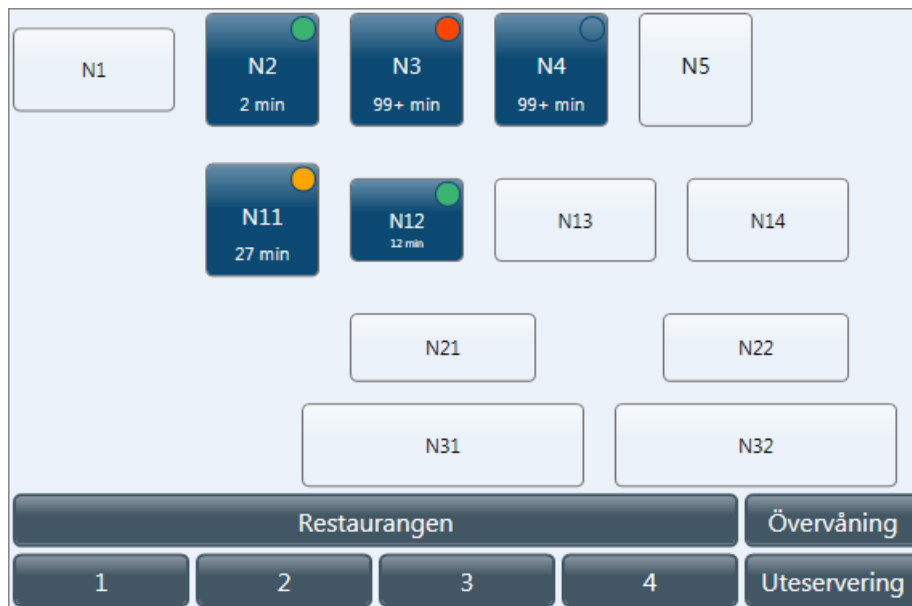 N1
N2
2 min
N3
99+ min
N4
99+ min
N5
N11
27 min
N12
12 min
N13
N14
N21
N22
N31
N32
Restaurangen
Övervåning
1
2
3
4
Uteservering